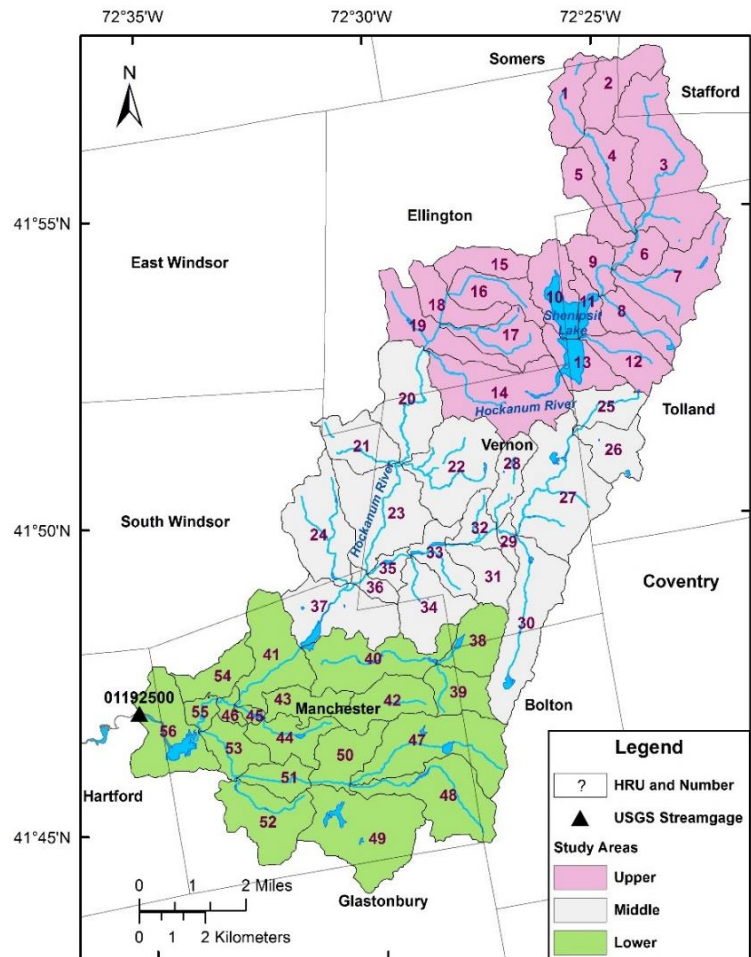 72°35'W
72°30'W
72°25'W
N
Somers
Stafford
1
2
3
4
5
41°55'N
Ellington
East Windsor
6
7
8
9
10
11
Shenipsit
Lake
12
13
14
15
16
17
18
19
Hockanum River
20
Tolland
25
26
Vernon
21
22
28
27
Hockanum River
23
24
41°50'N
South Windsor
32
29
33
35
36
31
34
37
30
Coventry
38
41
40
54
39
43
42
Manchester
01192500
55
46
45
56
44
53
50
47
51
48
52
49
Bolton
Hartford
41°45'N
Glastonbury
0 1 2 Miles
0 1 2 Kilometers
Legend
? HRU and Number
USGS Streamgage
Study Areas
Upper
Middle
Lower